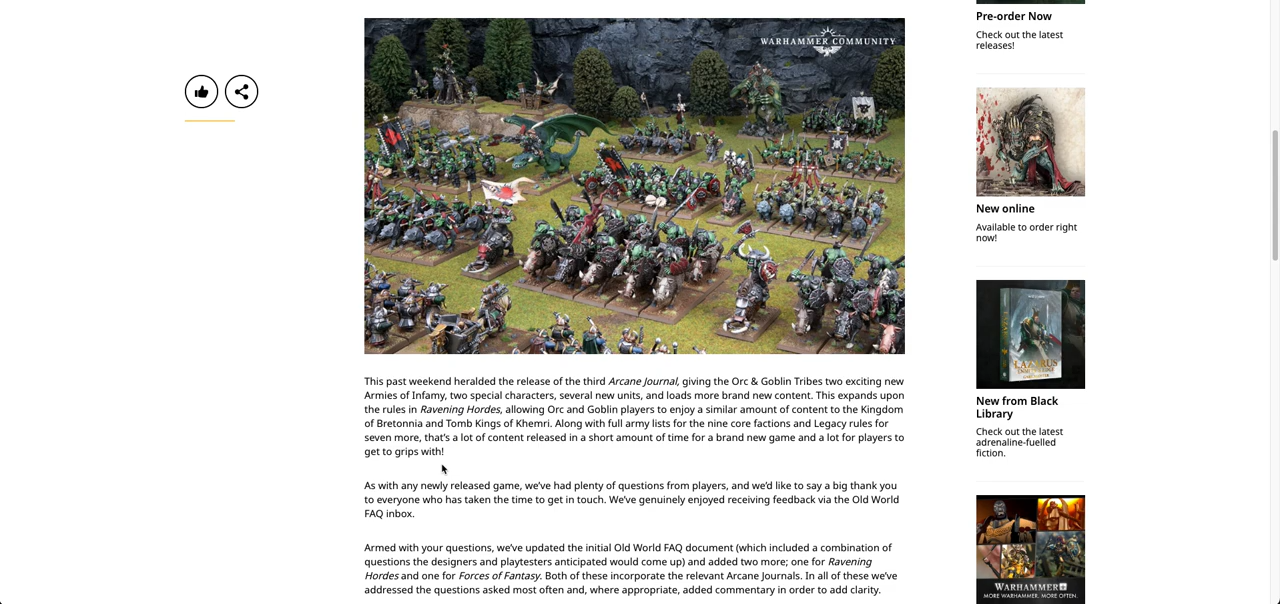 WARHAMMER COMMUNITY
This past weekend heralded the release of the third Arcane Journal, giving the Orc & Goblin Tribes two exciting new
Armies of Infamy, two special characters, several new units, and loads more brand new content. This expands upon
the rules in Ravening Hordes, allowing Orc and Goblin players to enjoy a similar amount of content to the Kingdom
of Bretonnia and Tomb Kings of Khemri. Along with full army lists for the nine core factions and Legacy rules for
seven more, that’s a lot of content released in a short amount of time for a brand new game and a lot for players to
get to grips with!
As with any newly released game, we’ve had plenty of questions from players, and we’d like to say a big thank you
to everyone who has taken the time to get in touch. We’ve genuinely enjoyed receiving feedback via the Old World
FAQ inbox.
Armed with your questions, we’ve updated the initial Old World FAQ document (which included a combination of
questions the designers and playtesters anticipated would come up) and added two more; one for Ravening
Hordes and one for Forces of Fantasy. Both of these incorporate the relevant Arcane Journals. In all of these we’ve
addressed the questions asked most often and, where appropriate, added commentary in order to add clarity.
Pre-order Now
Check out the latest
releases!
New online
Available to order right
now!
LAZARUS
New from Black
Library
Check out the latest
adrenaline-fuelled
fiction.
WARHAMMER+
MORE WARHAMMER. MORE OFTEN.